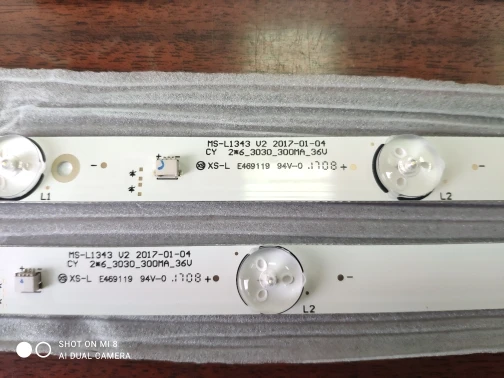 MS-L1343 V2 2017-01-04
CY 2*6_3030_300MA_36V
XS-L E469119 94V-0 .1708 +
L1
L2
MS-L1343 V2 2017-01-04
CY 2*6_3030_300MA_36V
XS-L E469119 94V-0 .1708 +
L2
SHOT ON MI 8
AI DUAL CAMERA